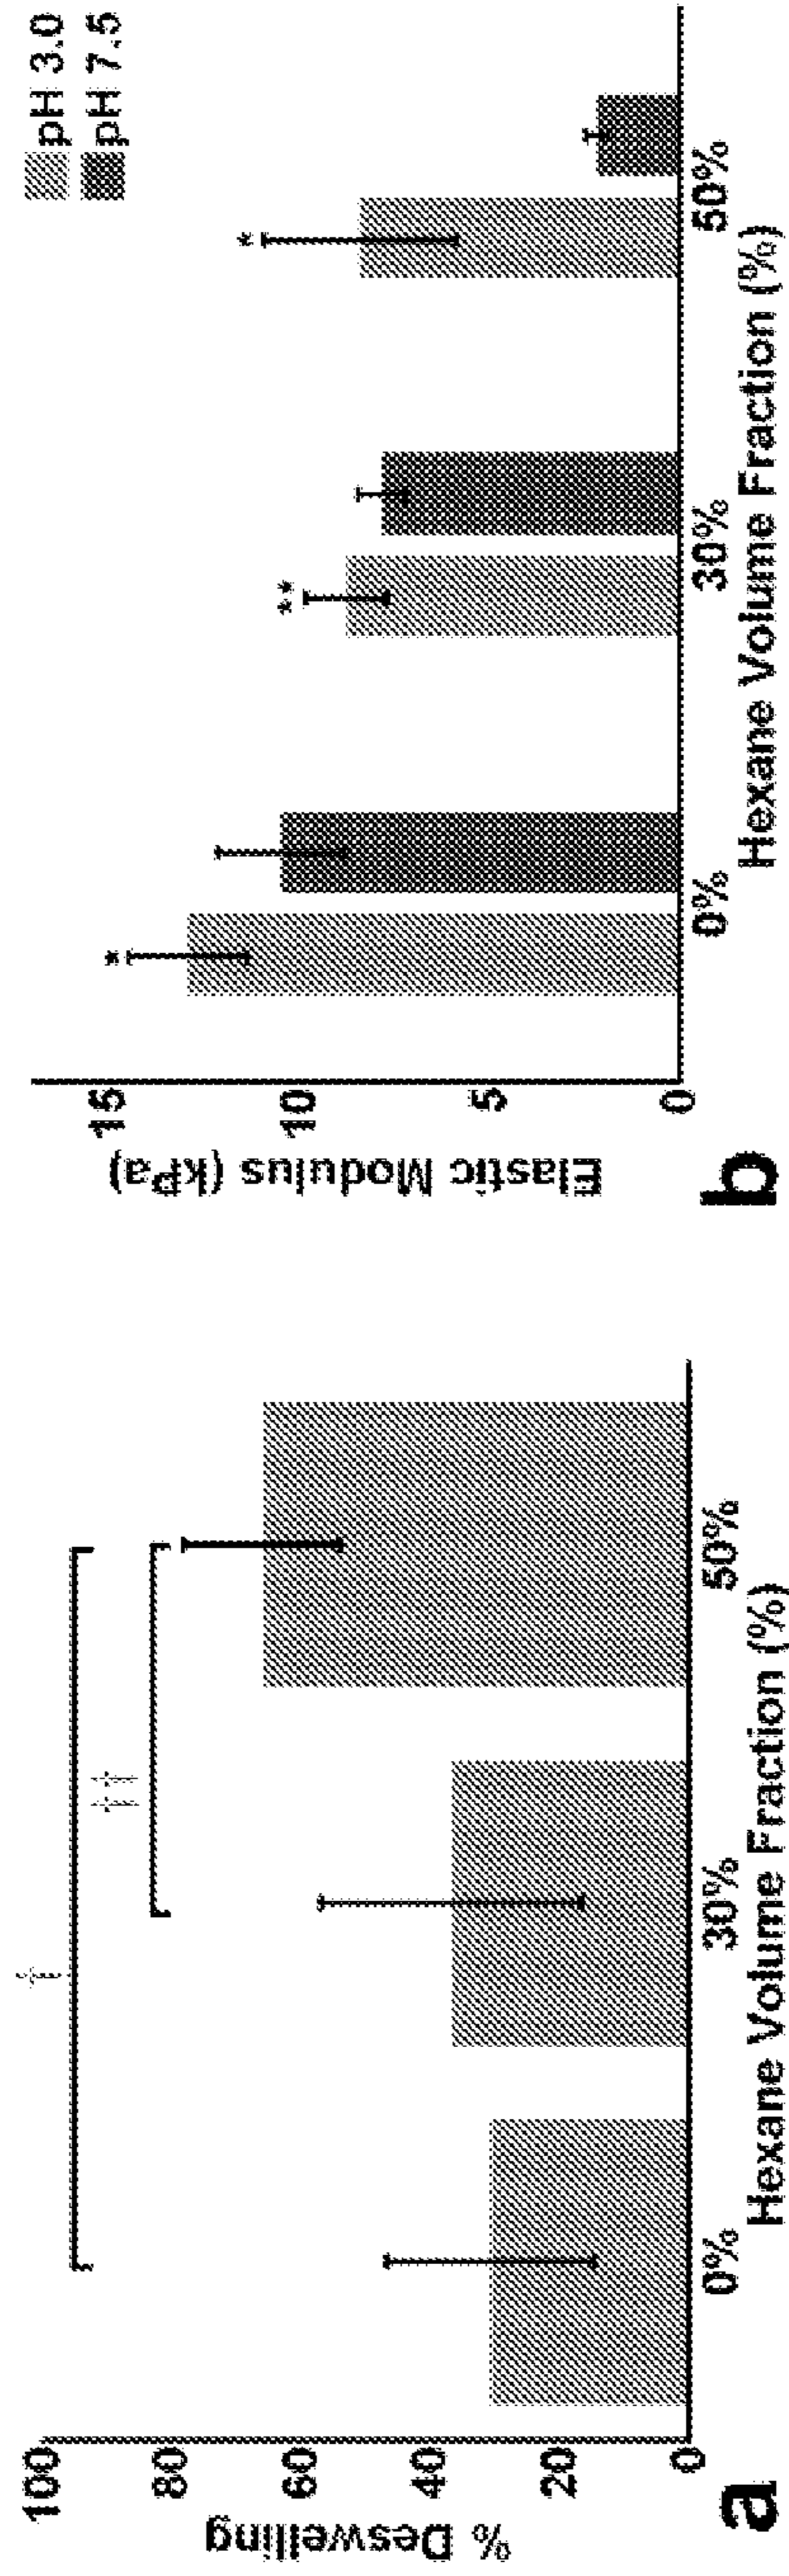 100
80
60
40
20
0
% Deswelling
†
††
0%
30%
50%
Hexane Volume Fraction (%)
a
pH 3.0
pH 7.5
15
10
5
0
Elastic Modulus (kPa)
*
**
*
0%
30%
50%
Hexane Volume Fraction (%)
b